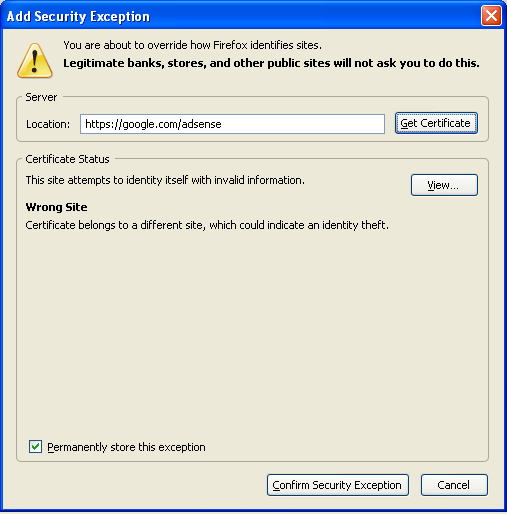 Add Security Exception
You are about to override how Firefox identifies sites.
Legitimate banks, stores, and other public sites will not ask you to do this.
Server
Location: https://google.com/adsense Get Certificate
Certificate Status
This site attempts to identity itself with invalid information. View...
Wrong Site
Certificate belongs to a different site, which could indicate an identity theft.
Permanently store this exception
Confirm Security Exception Cancel